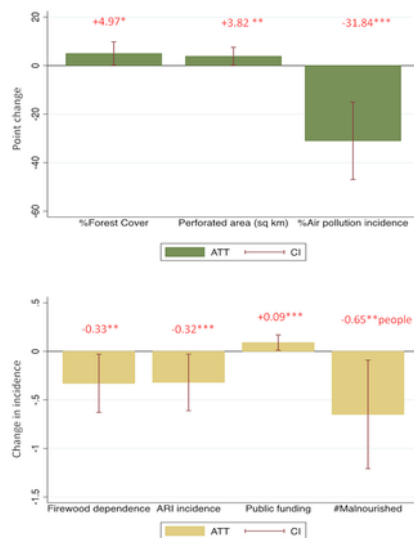 20
+4.97*
+3.82 **
-31.84***
0
-20
-40
-60
Point change
%Forest Cover
Perforated area (sq km)
%Air pollution incidence
ATT
CI
-.5
-0.33**
-0.32***
+0.09***
-0.65**people
0
-.5
-1
-1.5
Change in incidence
Firewood dependence
ARI incidence
Public funding
#Malnourished
ATT
CI